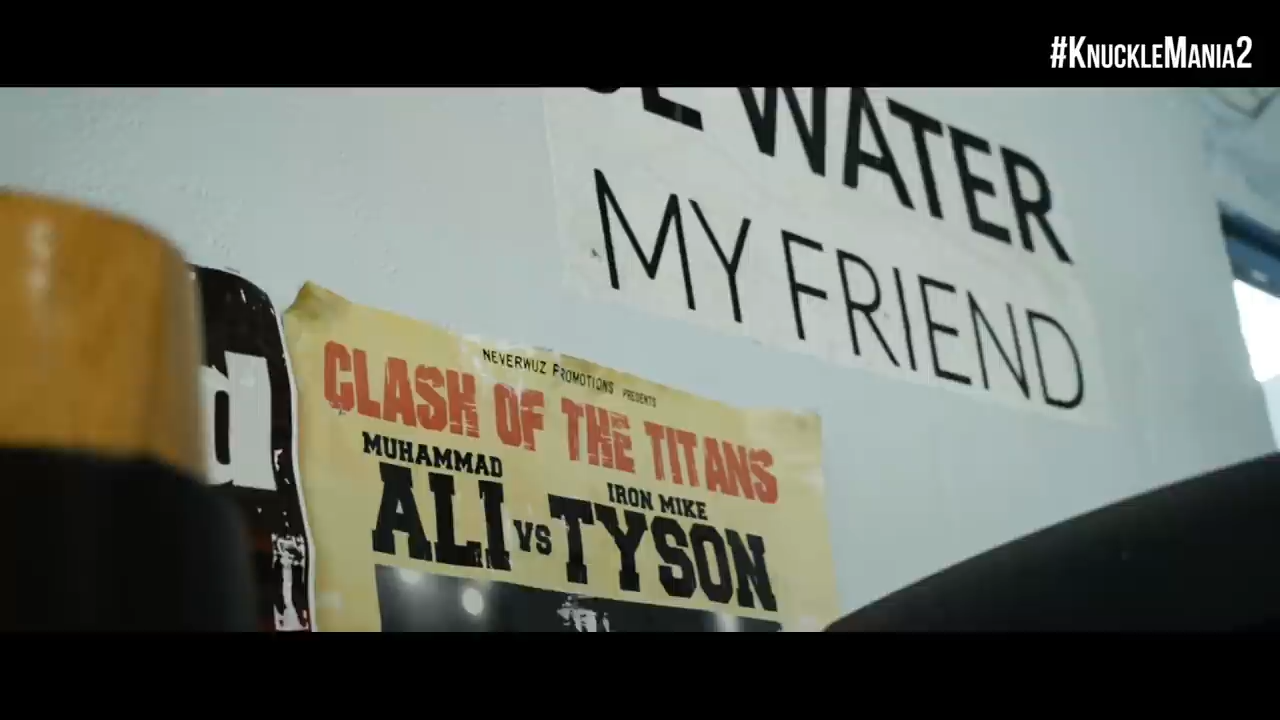 #KnuckleMania2
WATER
MY FRIEND
d
NEVERWUZ PROMOTIONS PRESENTS
CLASH OF THE TITANS
MUHAMMAD
ALI VS
IRON MIKE
TYSON